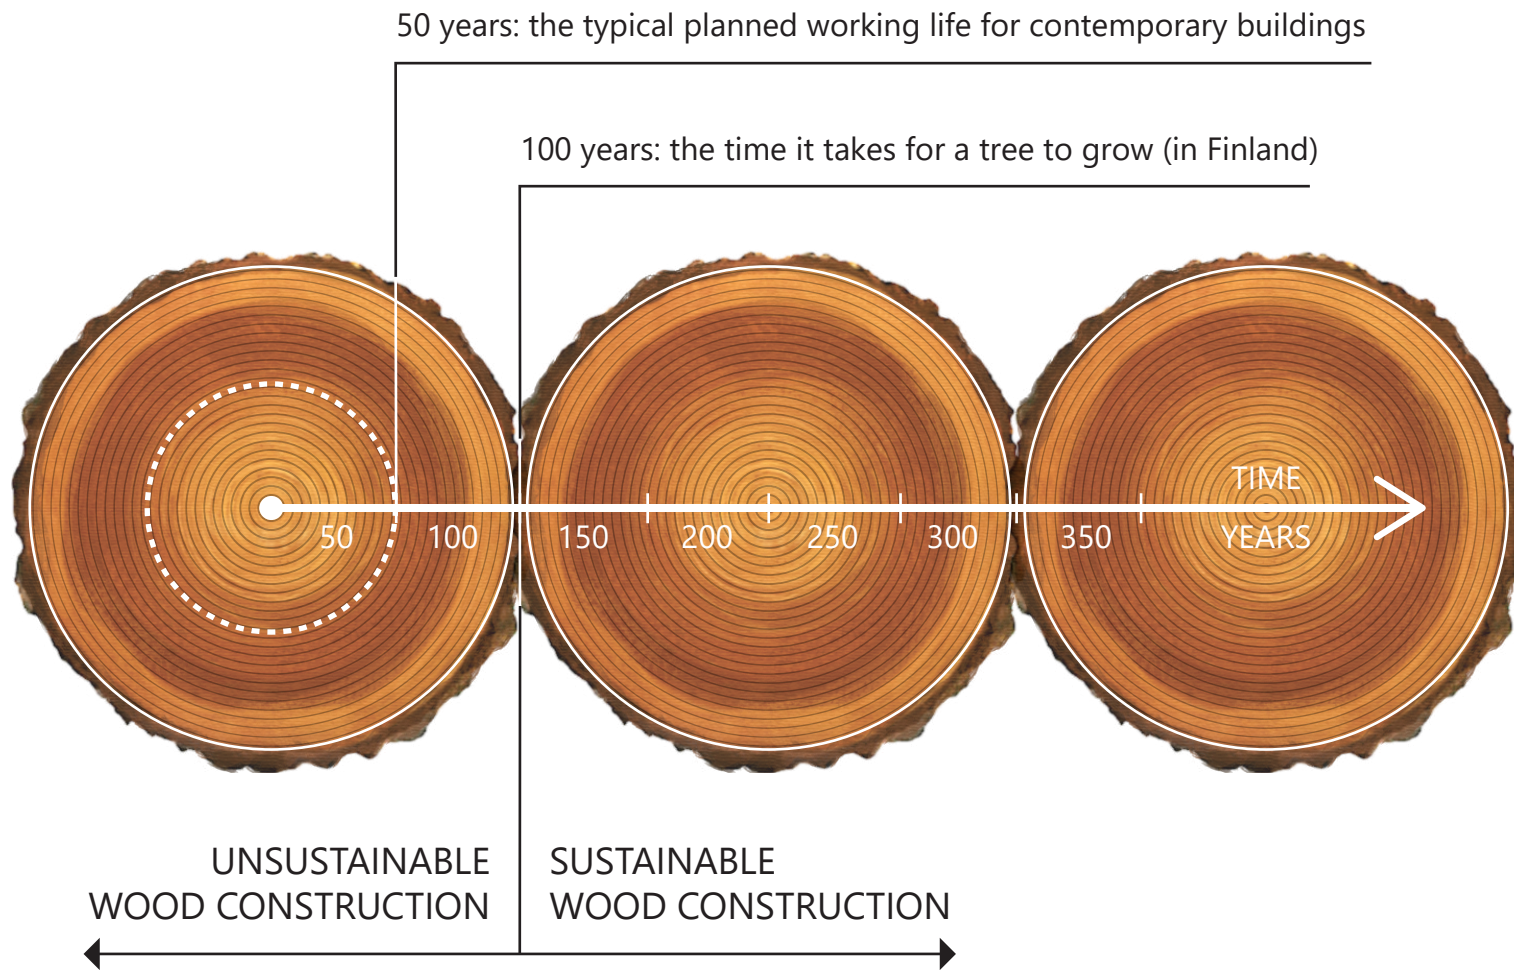 50 years: the typical planned working life for contemporary buildings
100 years: the time it takes for a tree to grow (in Finland)
TIME
50 100 150 200 250 300 350 YEARS
UNSUSTAINABLE
WOOD CONSTRUCTION
SUSTAINABLE
WOOD CONSTRUCTION